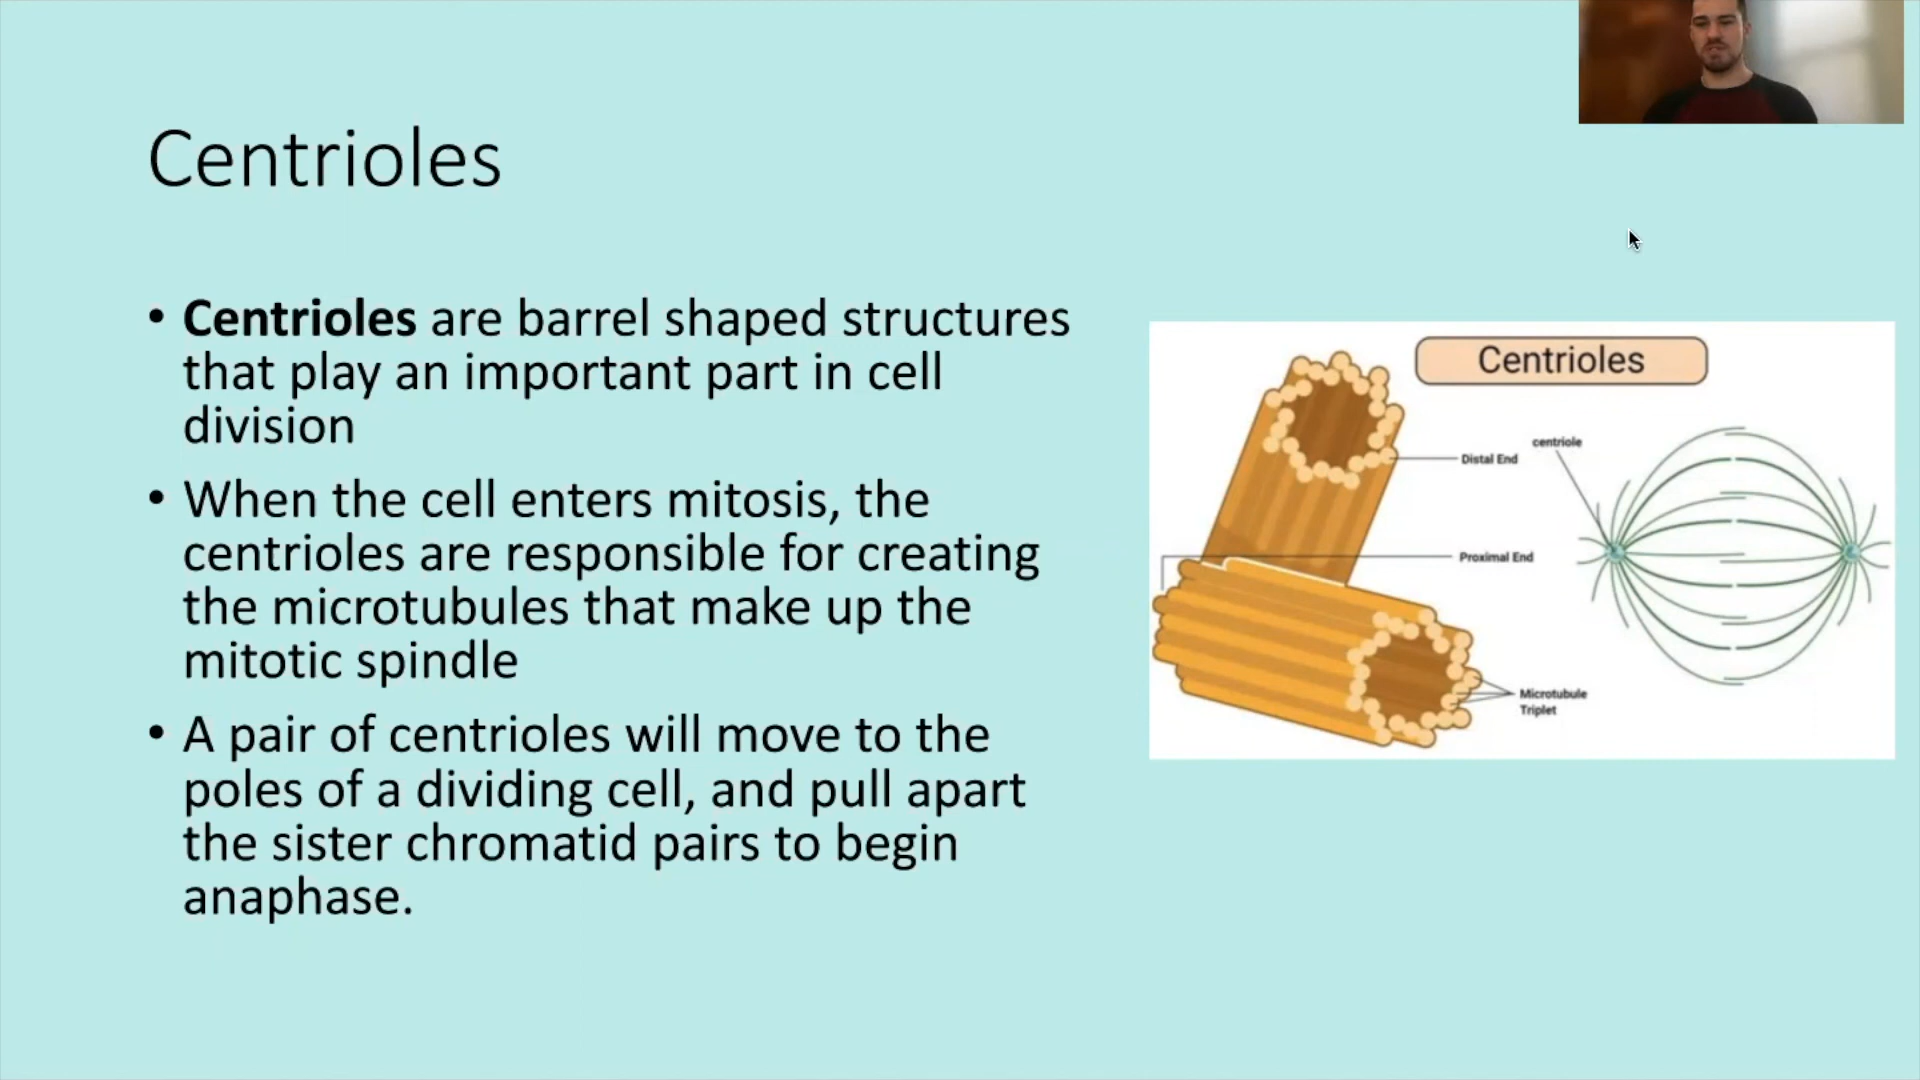 Centrioles
• Centrioles are barrel shaped structures
that play an important part in cell
division
• When the cell enters mitosis, the
centrioles are responsible for creating
the microtubules that make up the
mitotic spindle
• A pair of centrioles will move to the
poles of a dividing cell, and pull apart
the sister chromatid pairs to begin
anaphase.
Centrioles
centriole
Distal End
Proximal End
Microtubule
Triplet